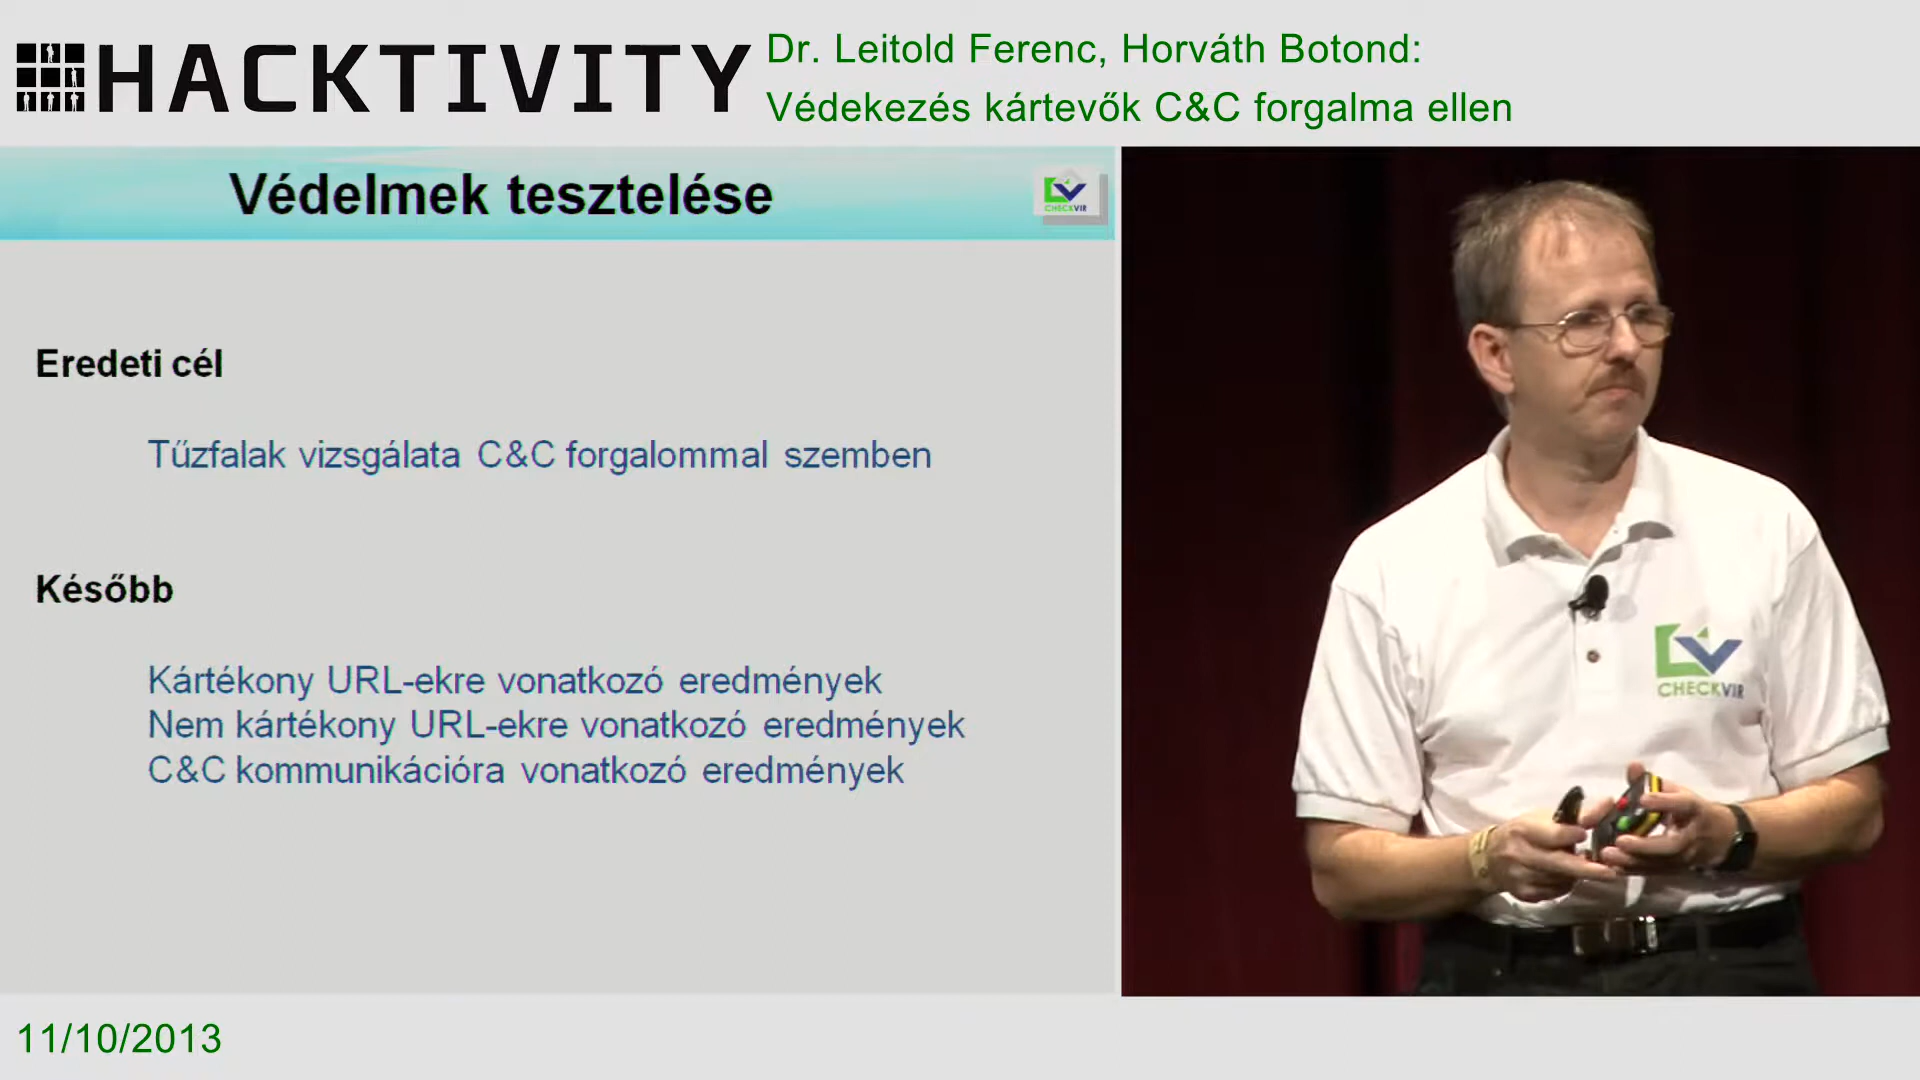 HACKTIVITY
Dr. Leitold Ferenc, Horváth Botond:
Védekezés kártevők C&C forgalma ellen
Védelmek tesztelése
CHECKVIR
Eredeti cél
Tűzfalak vizsgálata C&C forgalommal szemben
Később
Kártékony URL-ekre vonatkozó eredmények
Nem kártékony URL-ekre vonatkozó eredmények
C&C kommunikációra vonatkozó eredmények
CHECKVIR
11/10/2013